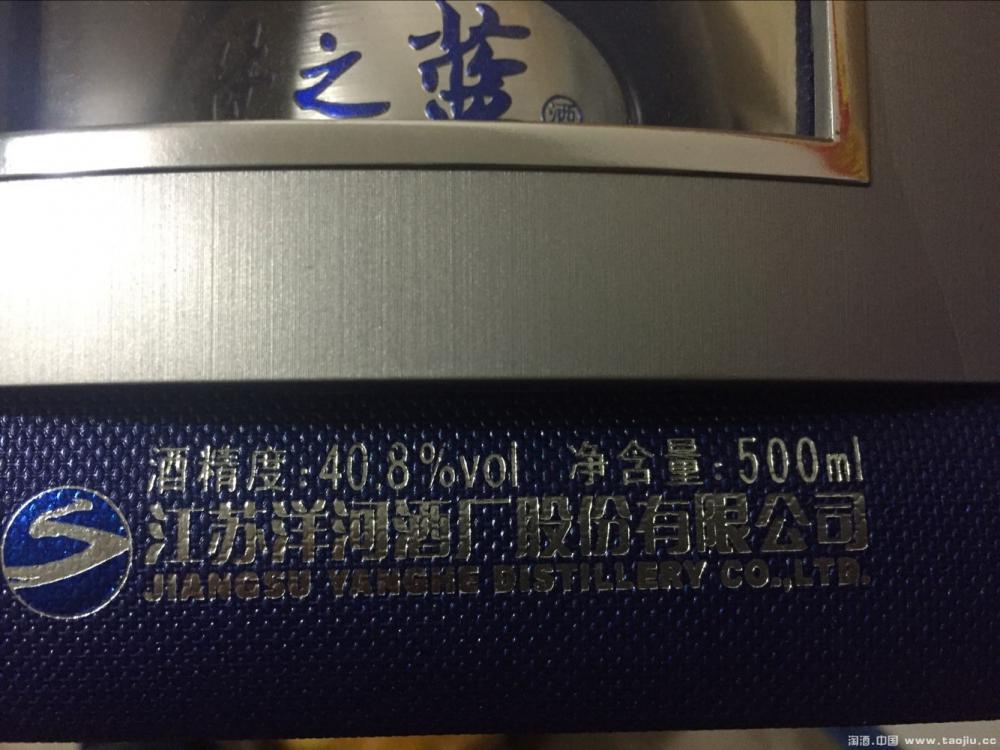 之蓝
酒
酒精度:40.8%vol 净含量:500ml
江苏洋河酒厂股份有限公司
JIANGSU YANGHE DISTILLERY CO.,LTD.
淘酒.中国 www.taojiu.cc